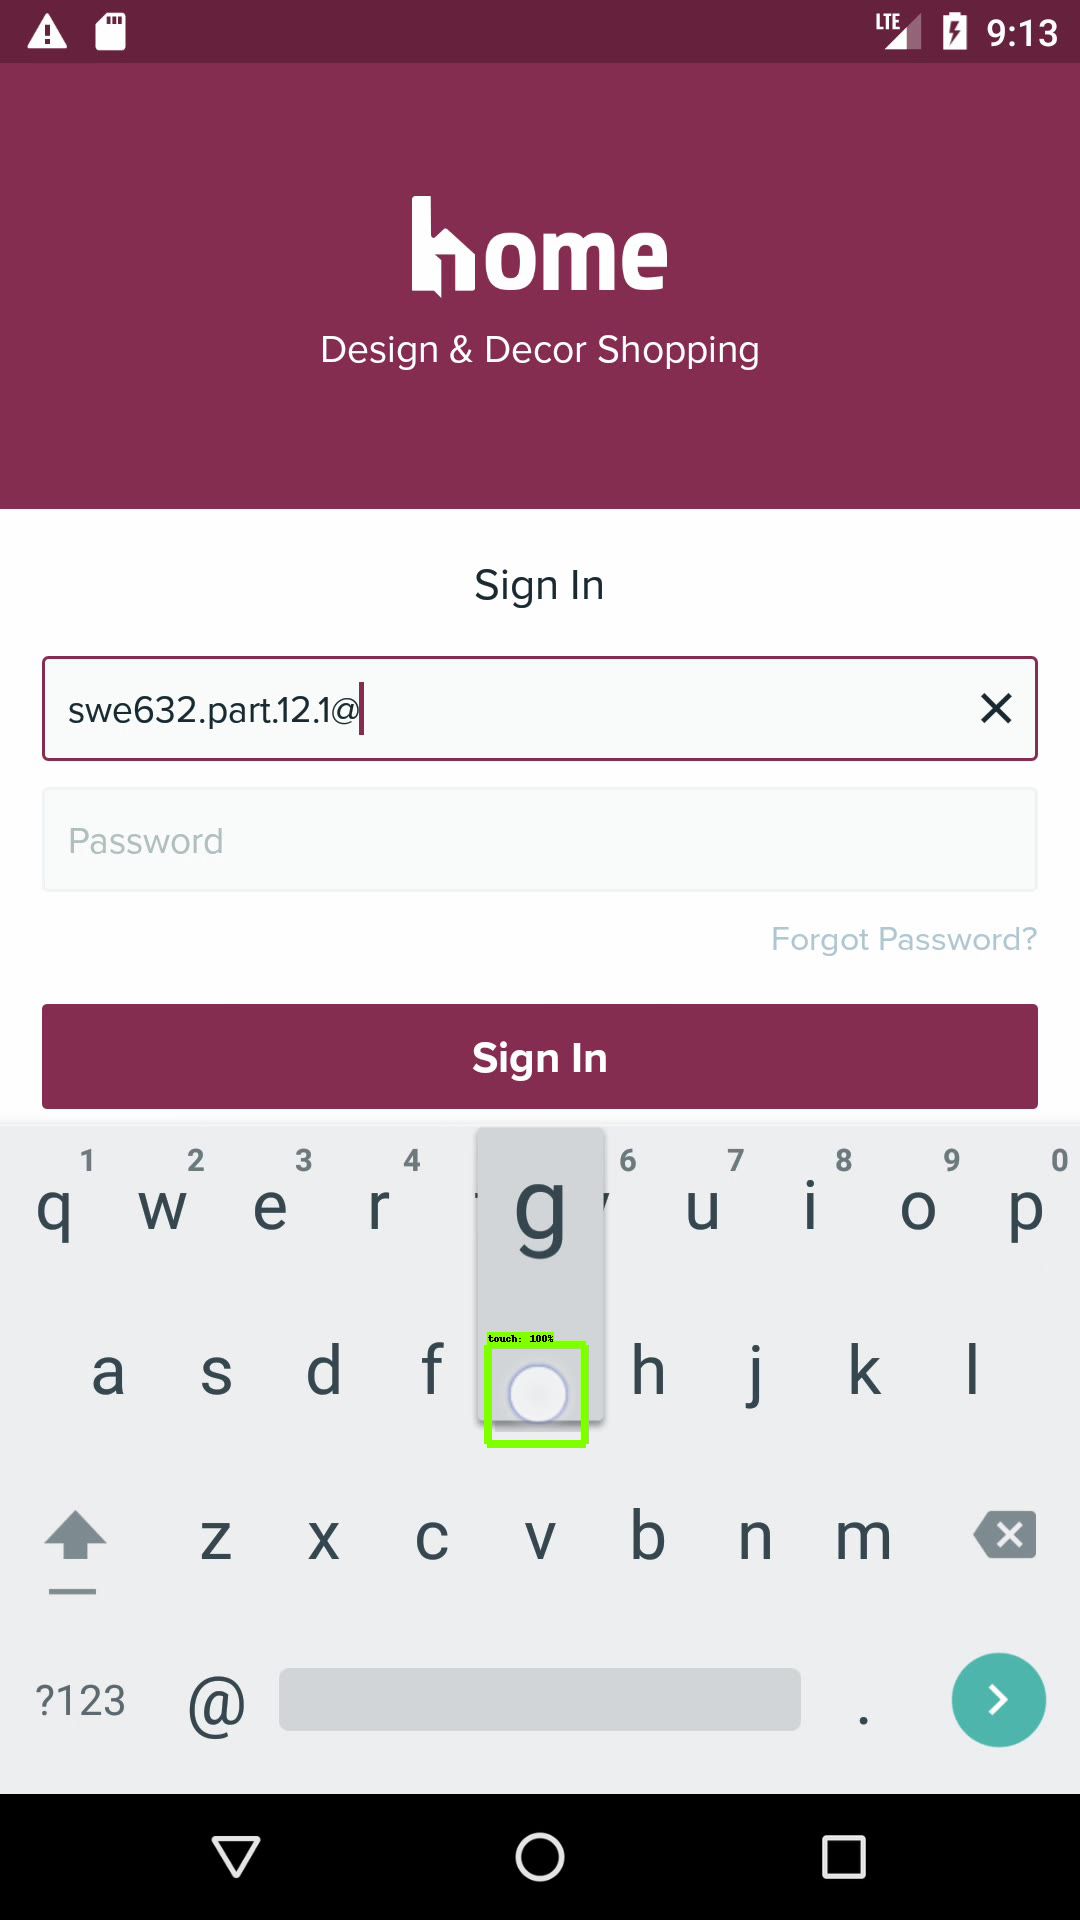 LTE 9:13
home
Design & Decor Shopping
Sign In
swe632.part.12.1@
Password
Forgot Password?
Sign In
1 2 3 4 6 7 8 9 0
q w e r g u i o p
touch: 100%
a s d f h j k l
z x c v b n m
?123 @ .